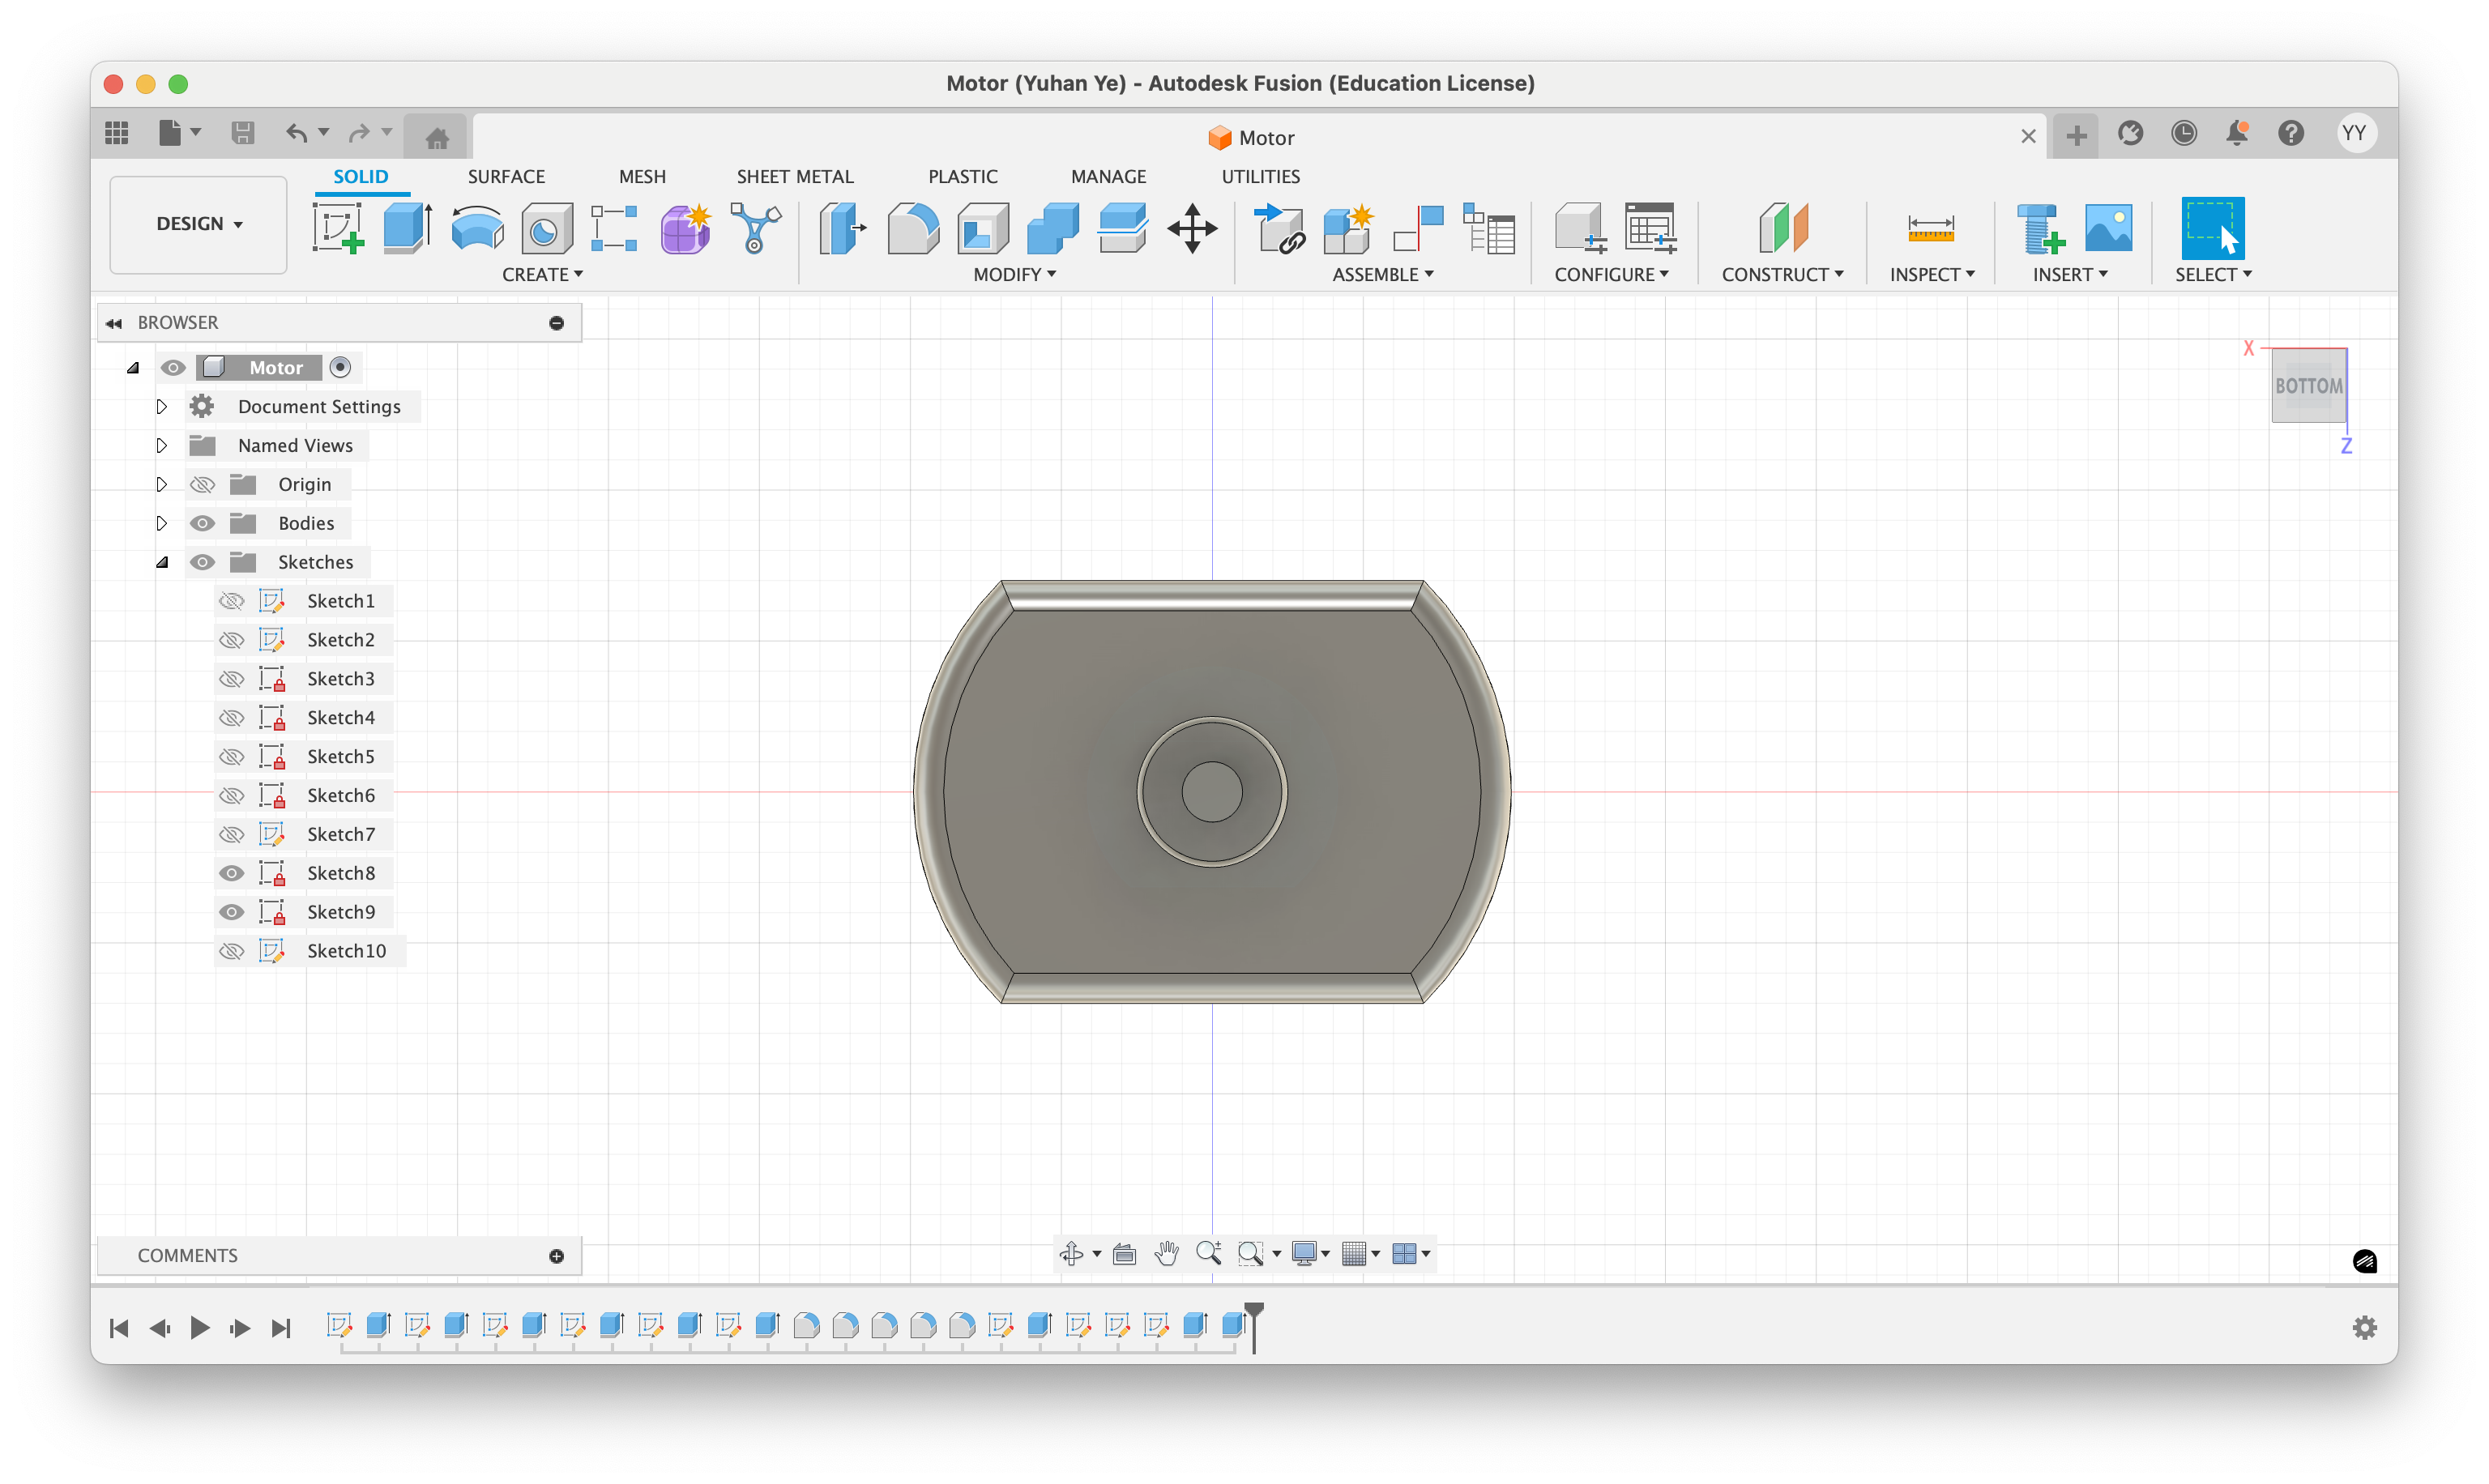 Motor (Yuhan Ye) - Autodesk Fusion (Education License)
Motor
YY
DESIGN
SOLID SURFACE MESH SHEET METAL PLASTIC MANAGE UTILITIES
CREATE MODIFY ASSEMBLE CONFIGURE CONSTRUCT INSPECT INSERT SELECT
BROWSER
Motor
Document Settings
Named Views
Origin
Bodies
Sketches
Sketch1
Sketch2
Sketch3
Sketch4
Sketch5
Sketch6
Sketch7
Sketch8
Sketch9
Sketch10
X
BOTTOM
Z
COMMENTS